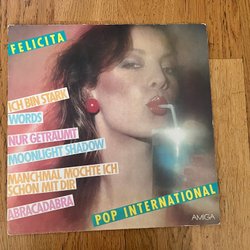 FELICITA
ICH BIN STARK
WORDS
NUR GETRÄUMT
MOONLIGHT SHADOW
MANCHMAL MÖCHTE ICH
SCHON MIT DIR
ABRACADABRA
POP INTERNATIONAL
AMIGA